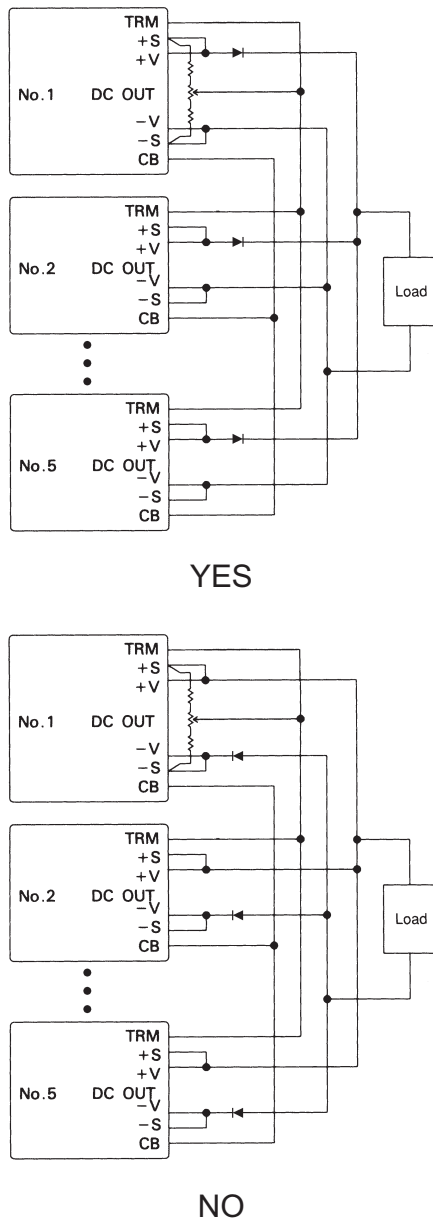 TRM
+S
+V
No.1 DC OUT
−V
−S
CB
TRM
+S
+V
No.2 DC OUT
−V
−S
CB
Load
TRM
+S
+V
No.5 DC OUT
−V
−S
CB
YES
TRM
+S
+V
No.1 DC OUT
−V
−S
CB
TRM
+S
+V
No.2 DC OUT
−V
−S
CB
Load
TRM
+S
+V
No.5 DC OUT
−V
−S
CB
NO